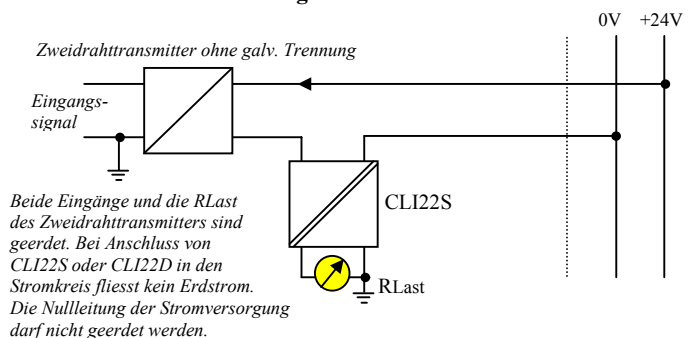 0V +24V
Zweidrahttransmitter ohne galv. Trennung
Eingangs-
signal
CLI22S
Beide Eingänge und die RLast
des Zweidrahttransmitters sind
geerdet. Bei Anschluss von
CLI22S oder CLI22D in den
Stromkreis fliesst kein Erdstrom.
Die Nullleitung der Stromversorgung
darf nicht geerdet werden.
RLast